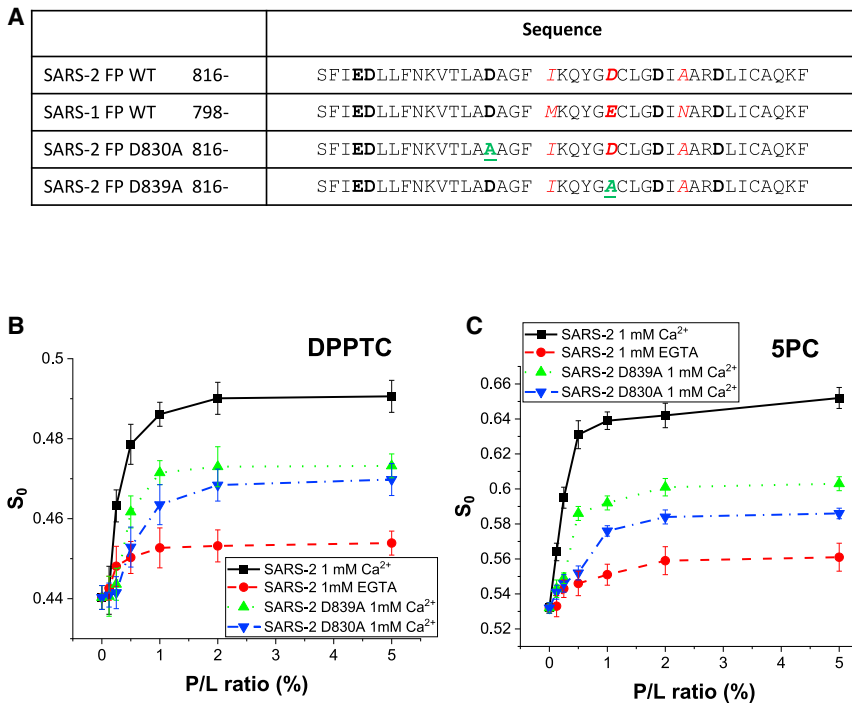 A
Sequence
SARS-2 FP WT 816- SFIEDLLFNKVTLADAGF IKQYGDCLGDIAARDLICAQKF
SARS-1 FP WT 798- SFIEDLLFNKVTLADAGF MKQYGECLGDINARDLICAQKF
SARS-2 FP D830A 816- SFIEDLLFNKVTLAAAGF IKQYGDCLGDIAARDLICAQKF
SARS-2 FP D839A 816- SFIEDLLFNKVTLADAGF IKQYGACLGDIAARDLICAQKF
B
DPPTC
S₀
0.5
0.48
0.46
0.44
SARS-2 1 mM Ca²⁺
SARS-2 1mM EGTA
SARS-2 D839A 1mM Ca²⁺
SARS-2 D830A 1mM Ca²⁺
0 1 2 3 4 5
P/L ratio (%)
C
5PC
SARS-2 1 mM Ca²⁺
SARS-2 1 mM EGTA
SARS-2 D839A 1 mM Ca²⁺
SARS-2 D830A 1 mM Ca²⁺
S₀
0.66
0.64
0.62
0.60
0.58
0.56
0.54
0.52
0 1 2 3 4 5
P/L ratio (%)